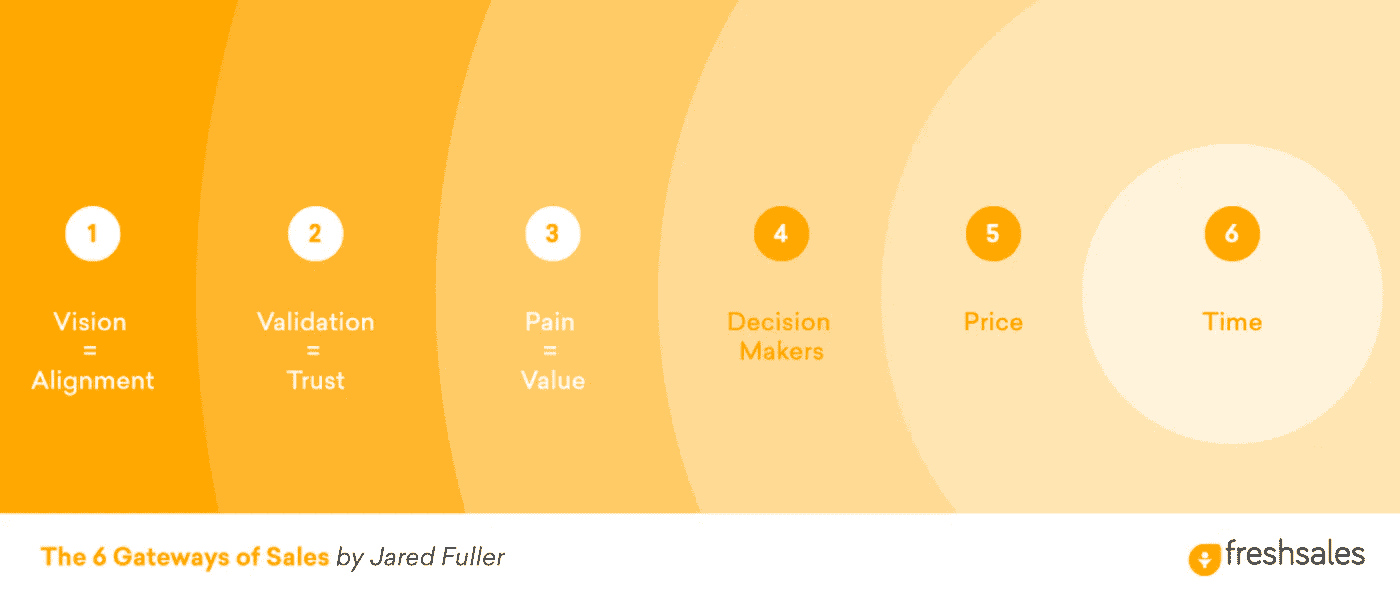 1
Vision
=
Alignment
2
Validation
=
Trust
3
Pain
=
Value
4
Decision
Makers
5
Price
6
Time
The 6 Gateways of Sales by Jared Fuller
freshsales